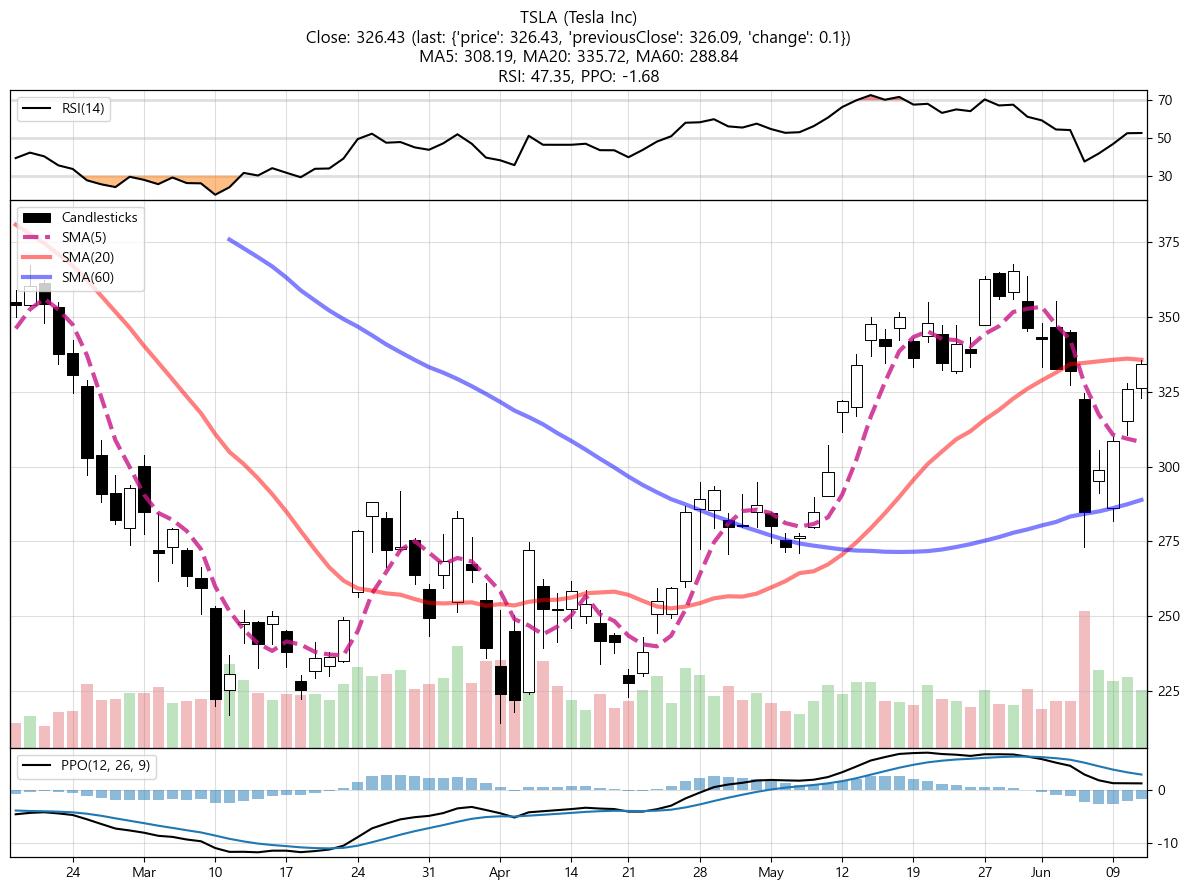 TSLA (Tesla Inc)
Close: 326.43 (last: {'price': 326.43, 'previousClose': 326.09, 'change': 0.1})
MA5: 308.19, MA20: 335.72, MA60: 288.84
RSI: 47.35, PPO: -1.68
RSI(14)
70
50
30
Candlesticks
SMA(5)
SMA(20)
SMA(60)
375
350
325
300
275
250
225
PPO(12, 26, 9)
0
-10
24 Mar 10 17 24 31 Apr 14 21 28 May 12 19 27 Jun 09